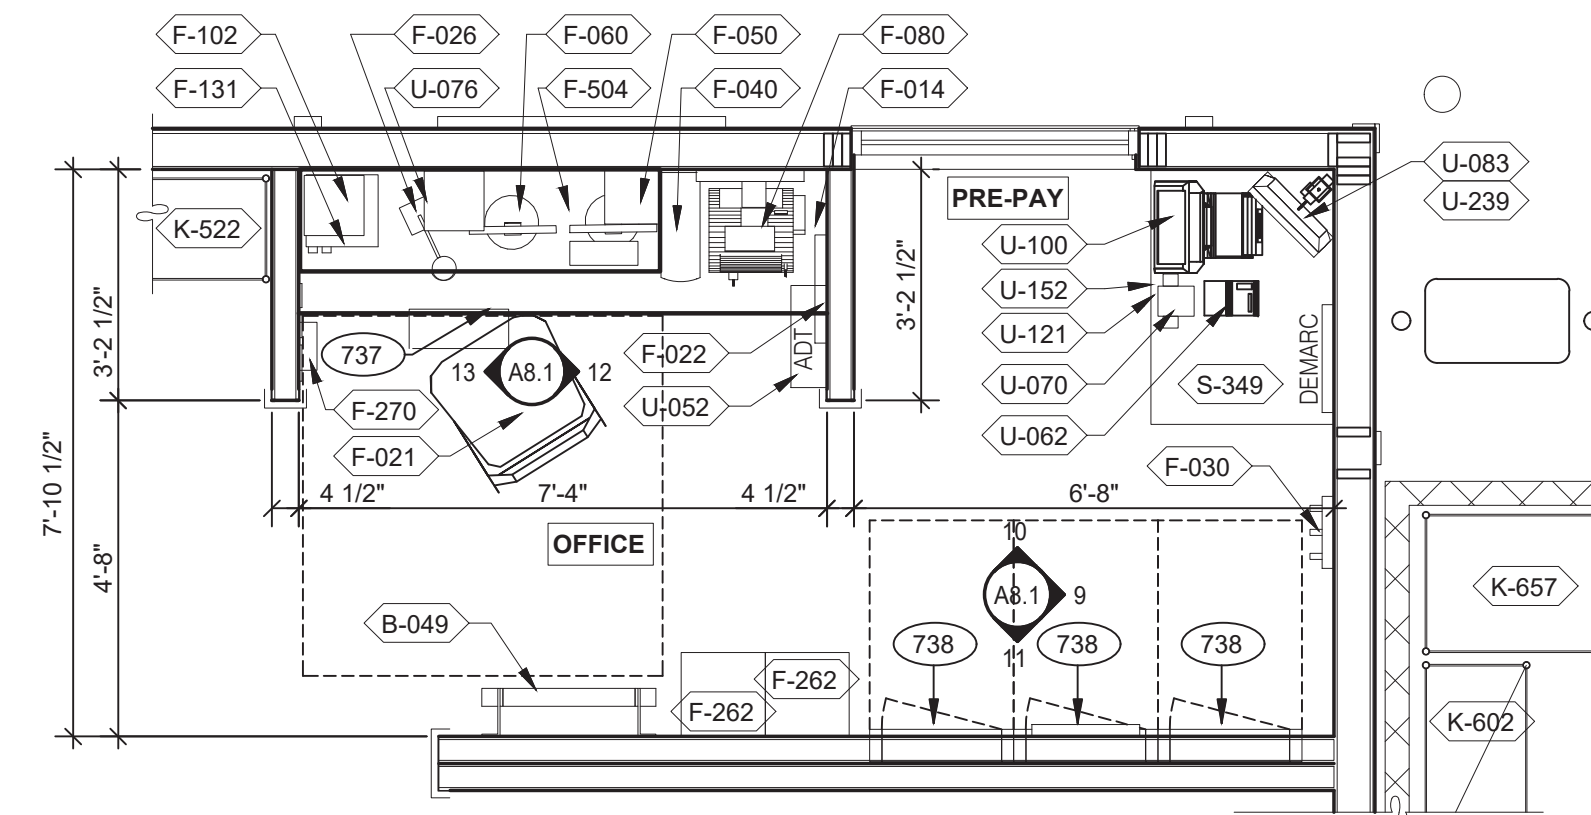 F-102
F-026
F-060
F-050
F-080
F-131
U-076
F-504
F-040
F-014
U-083
U-239
PRE-PAY
K-522
U-100
U-152
U-121
U-070
U-062
S-349
DEMARC
3'-2 1/2"
3'-2 1/2"
7'-10 1/2"
4'-8"
737
13
A8.1
12
F-022
ADT
U-052
F-270
F-021
F-030
4 1/2"
7'-4"
4 1/2"
6'-8"
OFFICE
10
A8.1
9
11
B-049
F-262
F-262
738
738
738
K-657
K-602